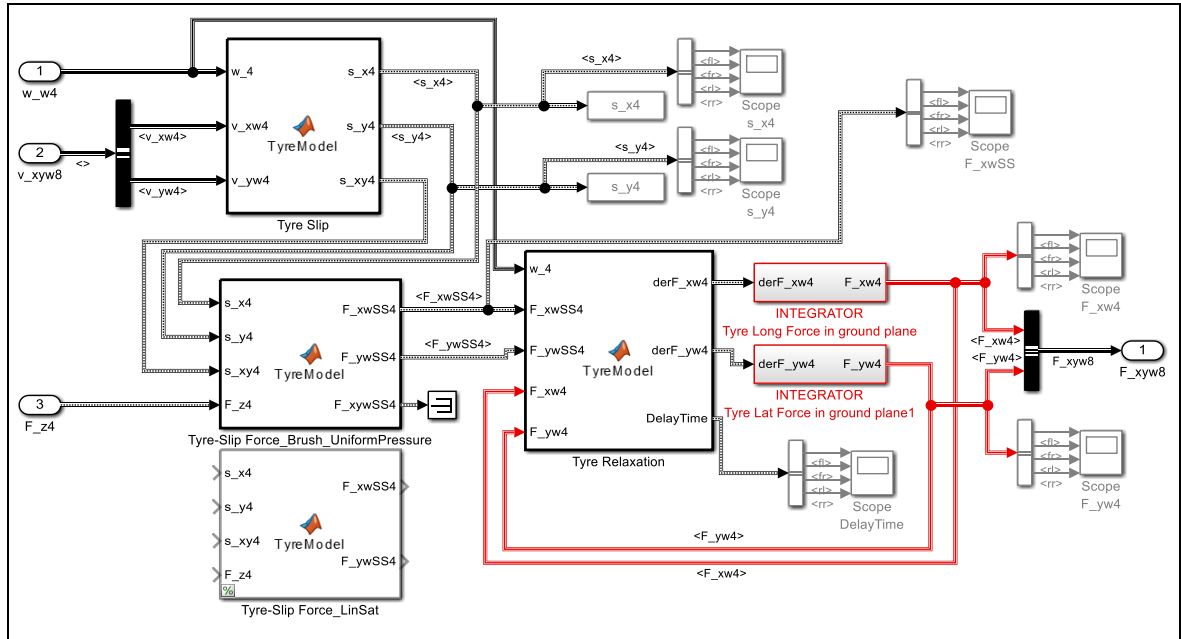 1
w_w4
2
v_xyw8
<>
<v_xw4>
<v_yw4>
w_4
v_xw4
v_yw4
TyreModel
s_x4
s_y4
s_xy4
Tyre Slip
<s_x4>
<s_y4>
<s_x4>
s_x4
<fl>
<fr>
<rl>
<rr>
Scope
s_x4
<s_y4>
s_y4
<fl>
<fr>
<rl>
<rr>
Scope
s_y4
<fl>
<fr>
<rl>
<rr>
Scope
F_xwSS
3
F_z4
s_x4
s_y4
s_xy4
F_z4
TyreModel
F_xwSS4
F_ywSS4
F_xywSS4
Tyre-Slip Force_Brush_UniformPressure
<F_xwSS4>
<F_ywSS4>
w_4
F_xwSS4
F_ywSS4
F_xw4
F_yw4
TyreModel
derF_xw4
derF_yw4
DelayTime
Tyre Relaxation
derF_xw4
F_xw4
INTEGRATOR
Tyre Long Force in ground plane
derF_yw4
F_yw4
INTEGRATOR
Tyre Lat Force in ground plane1
<fl>
<fr>
<rl>
<rr>
Scope
F_xw4
<F_xw4>
<F_yw4>
F_xyw8
1
F_xyw8
<fl>
<fr>
<rl>
<rr>
Scope
F_yw4
<fl>
<fr>
<rl>
<rr>
Scope
DelayTime
<F_yw4>
<F_xw4>
s_x4
s_y4
s_xy4
F_z4
TyreModel
F_xwSS4
F_ywSS4
%
Tyre-Slip Force_LinSat